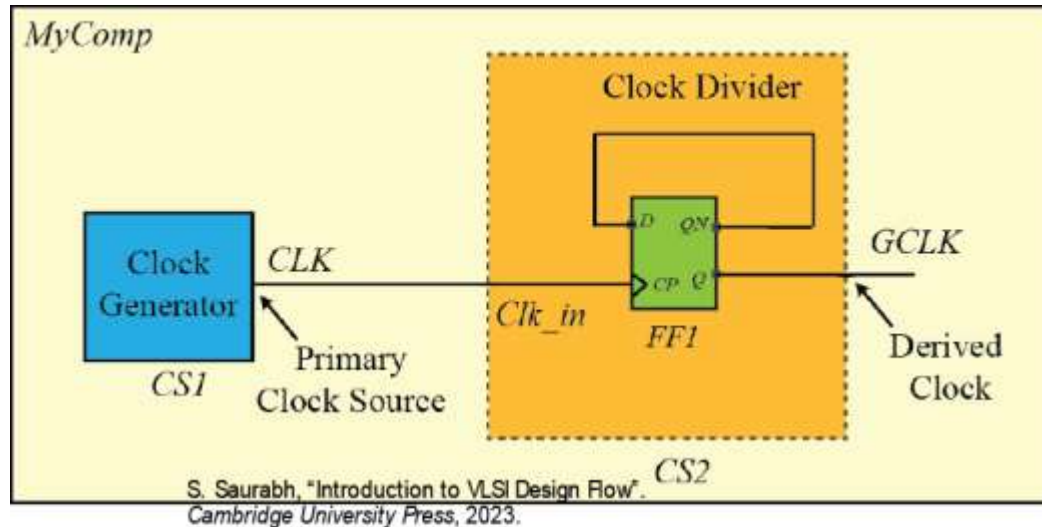 MyComp
Clock Divider
D
QN
GCLK
Clock
Generator
CLK
CP
Q
Clk_in
FF1
Primary
Clock Source
Derived
Clock
CS1
CS2
S. Saurabh, "Introduction to VLSI Design Flow".
Cambridge University Press, 2023.